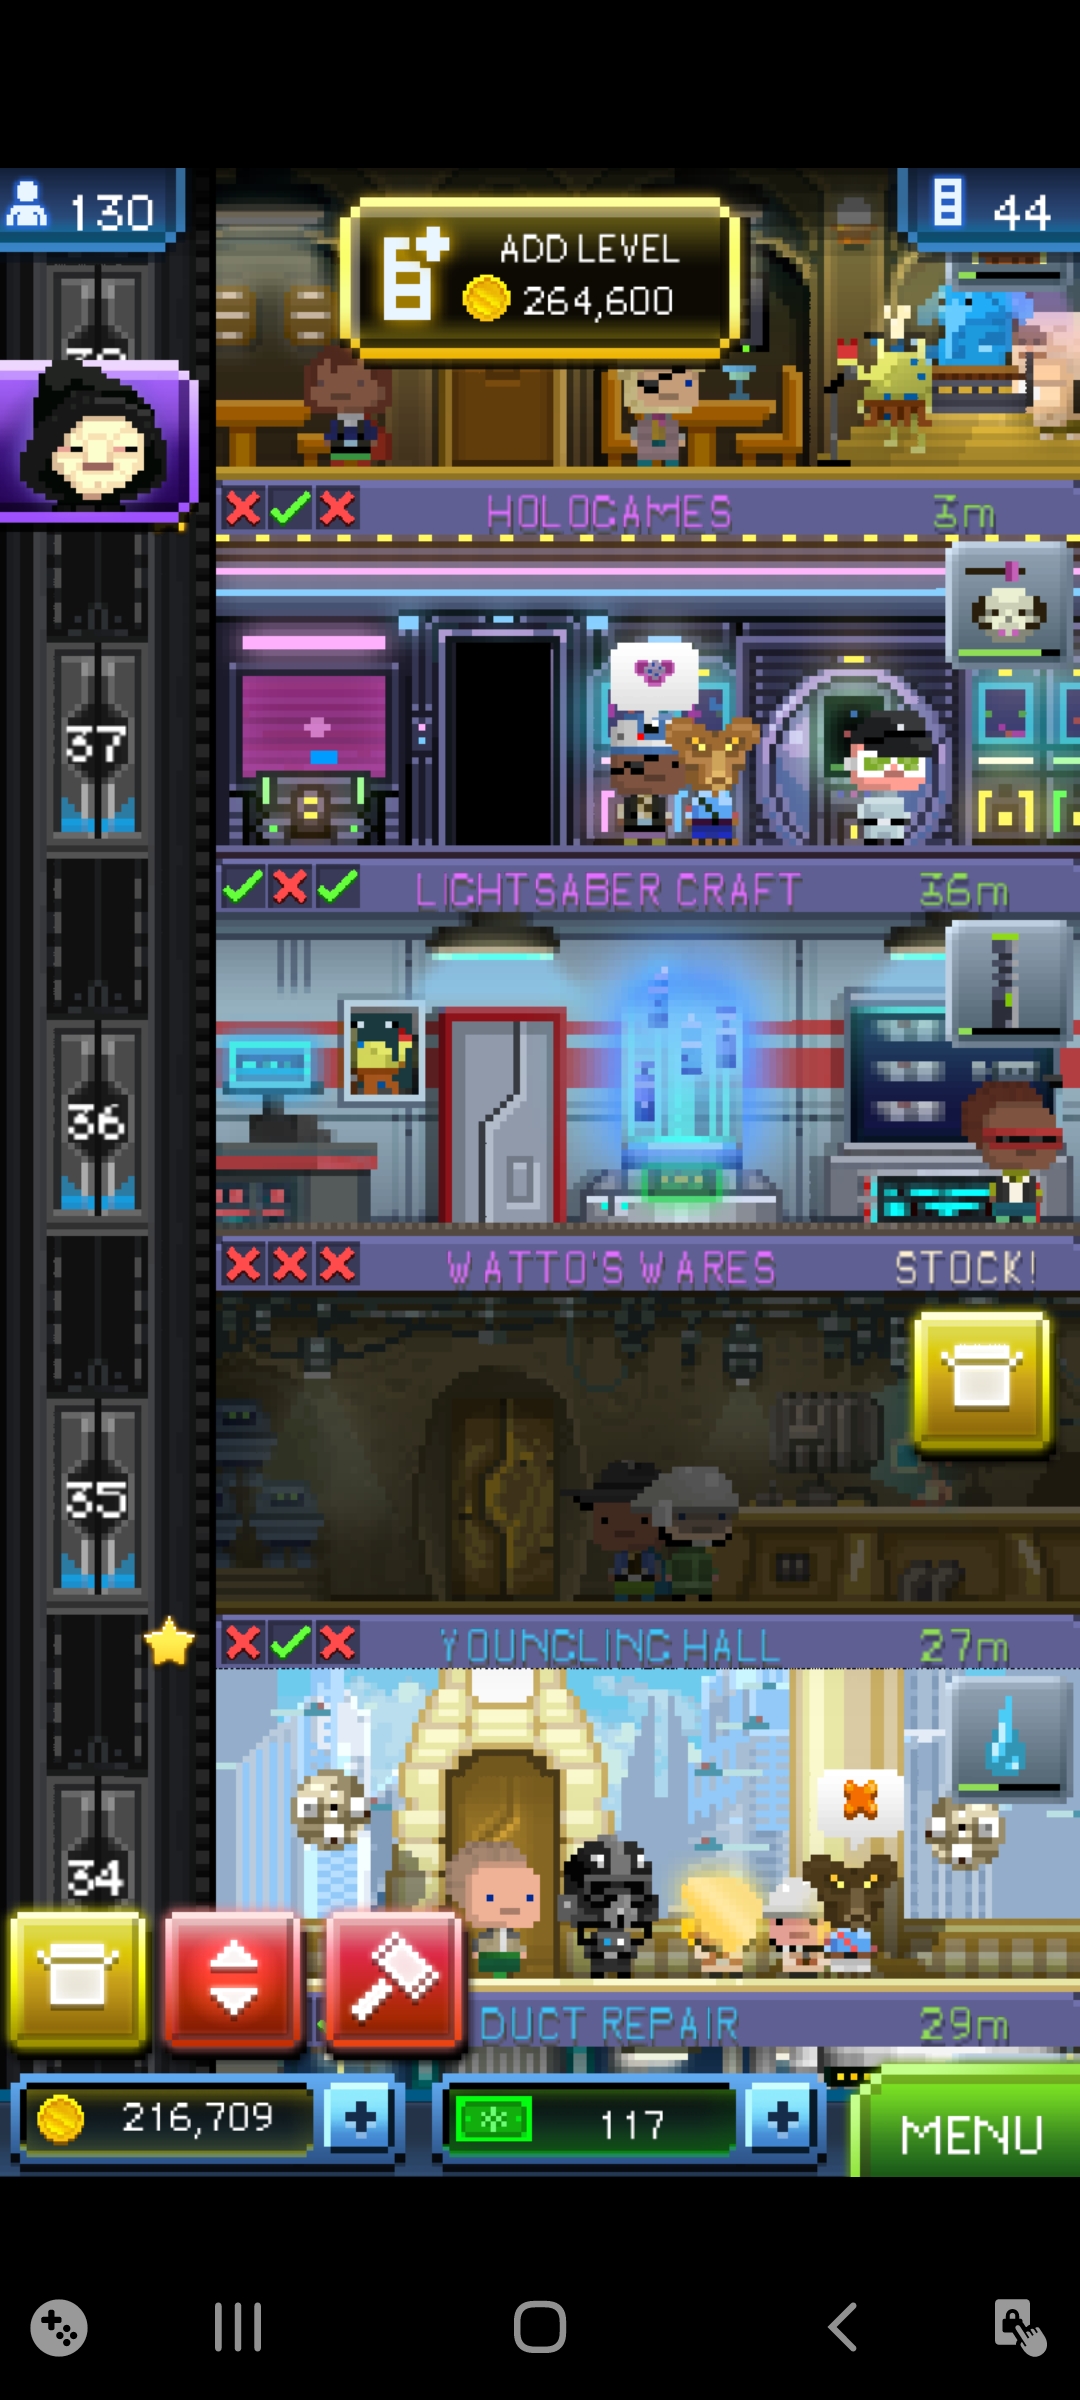 130
ADD LEVEL
264,600
44
HOLOGAMES 3m
37
LIGHTSABER CRAFT 36m
36
WATTO'S WARES STOCK!
35
YOUNGLING HALL 27m
34
DUCT REPAIR 29m
216,709
117
MENU